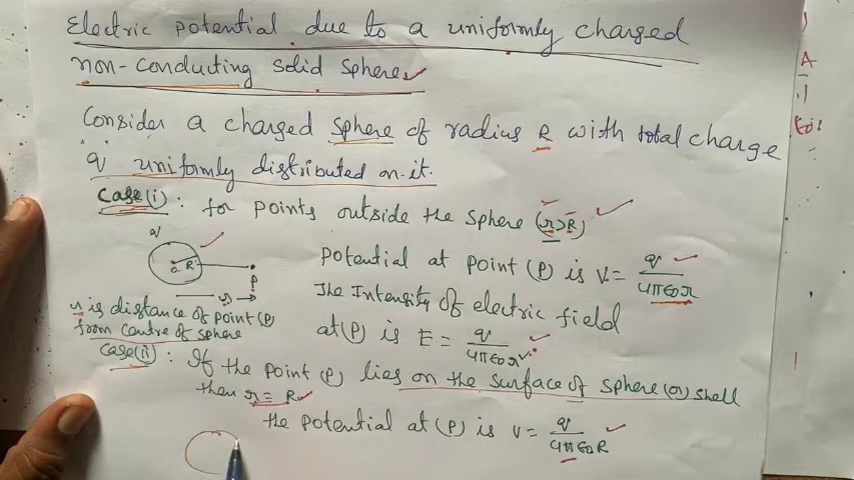 Electric potential due to a uniformly charged
non-conducting solid sphere
Consider a charged sphere of radius R with total charge
q uniformly distributed on it.
Case(i) : for points outside the sphere (r>R)
q
R
P
r
Potential at point (P) is V = q/4πε0r
The Intensity of electric field
at (P) is E = q/4πε0r²
r is distance of point (P)
from centre of sphere
Case(ii) : If the point (P) lies on the surface of sphere (or) shell
then r = R
the potential at (P) is V = q/4πε0R